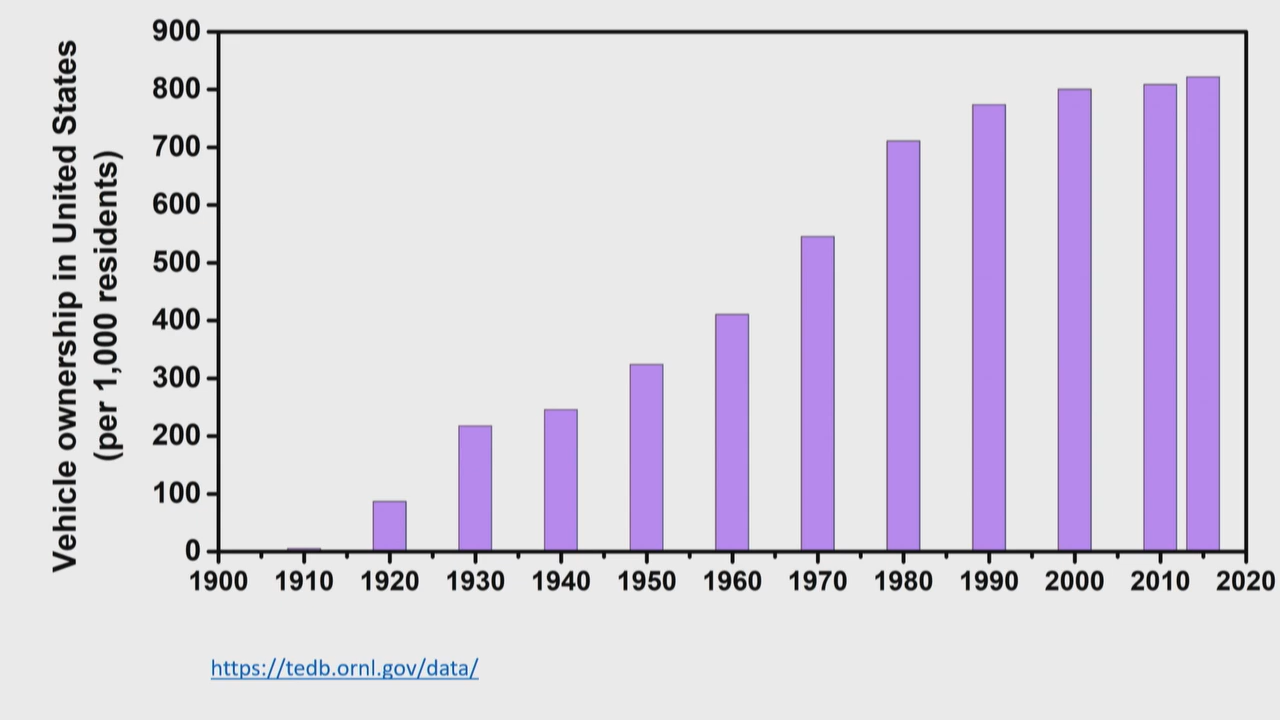 Vehicle ownership in United States
(per 1,000 residents)
900
800
700
600
500
400
300
200
100
0
1900 1910 1920 1930 1940 1950 1960 1970 1980 1990 2000 2010 2020
https://tedb.ornl.gov/data/